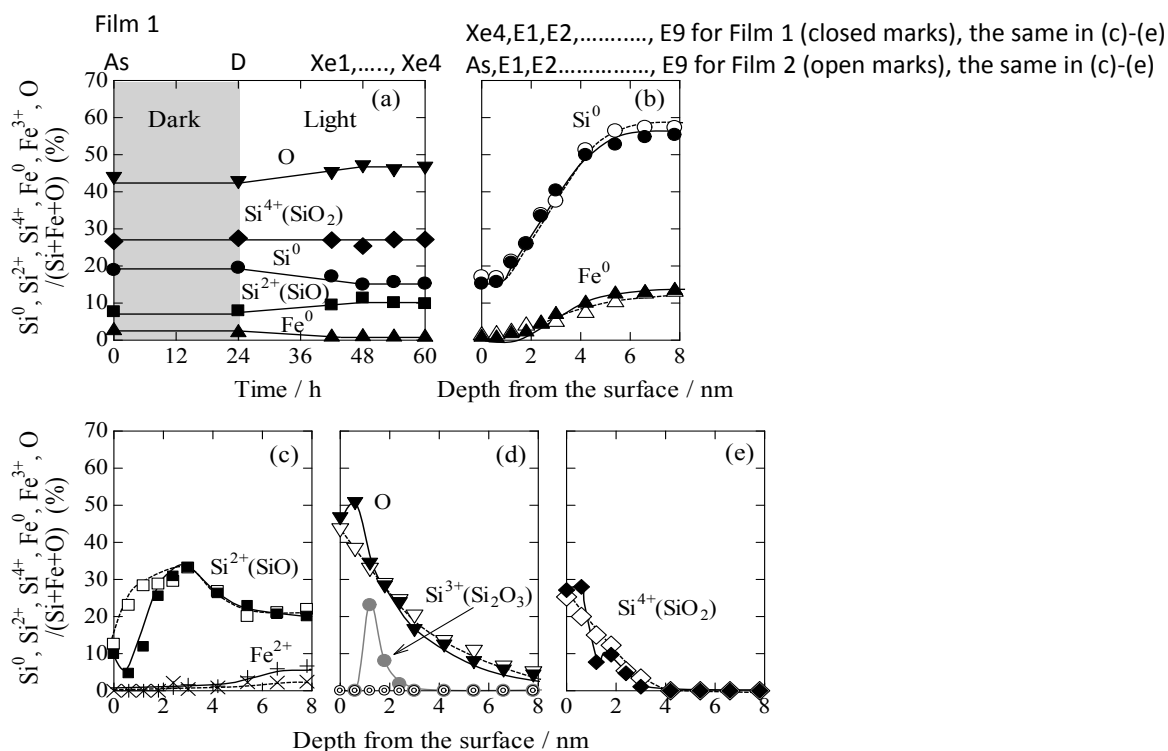 Film 1
Xe4,E1,E2,……..…., E9 for Film 1 (closed marks), the same in (c)-(e)
As,E1,E2……………, E9 for Film 2 (open marks), the same in (c)-(e)
As D Xe1,….., Xe4
Si⁰, Si²⁺, Si⁴⁺, Fe⁰, Fe³⁺, O
/(Si+Fe+O) (%)
70
60
50
40
30
20
10
0
(a)
Dark Light
O
Si⁴⁺(SiO₂)
Si⁰
Si²⁺(SiO)
Fe⁰
0 12 24 36 48 60
Time / h
(b)
Si⁰
Fe⁰
0 2 4 6 8
Depth from the surface / nm
Si⁰, Si²⁺, Si⁴⁺, Fe⁰, Fe³⁺, O
/(Si+Fe+O) (%)
70
60
50
40
30
20
10
0
(c)
Si²⁺(SiO)
Fe²⁺
0 2 4 6 8
(d)
O
Si³⁺(Si₂O₃)
0 2 4 6 8
(e)
Si⁴⁺(SiO₂)
0 2 4 6 8
Depth from the surface / nm